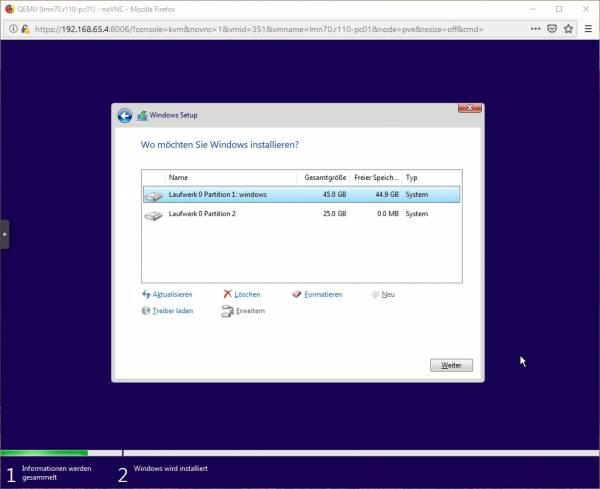 QEMU (lmn70.r110-pc01) - noVNC - Mozilla Firefox
https://192.168.65.4:8006/?console=kvm&novnc=1&vmid=351&vmname=lmn70.r110-pc01&node=pve&resize=off&cmd=
Windows Setup
Wo möchten Sie Windows installieren?
Name Gesamtgröße Freier Speich... Typ
Laufwerk 0 Partition 1: windows 45.0 GB 44.9 GB System
Laufwerk 0 Partition 2 25.0 GB 0.0 MB System
Aktualisieren Löschen Formatieren Neu
Treiber laden Erweitern
Weiter
1 Informationen werden gesammelt
2 Windows wird installiert